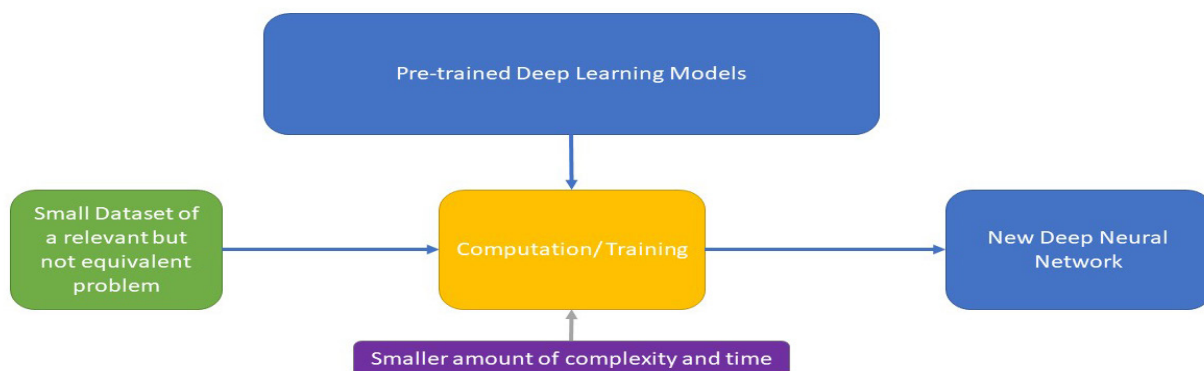 Pre-trained Deep Learning Models
Small Dataset of
a relevant but
not equivalent
problem
Computation/Training
New Deep Neural
Network
Smaller amount of complexity and time